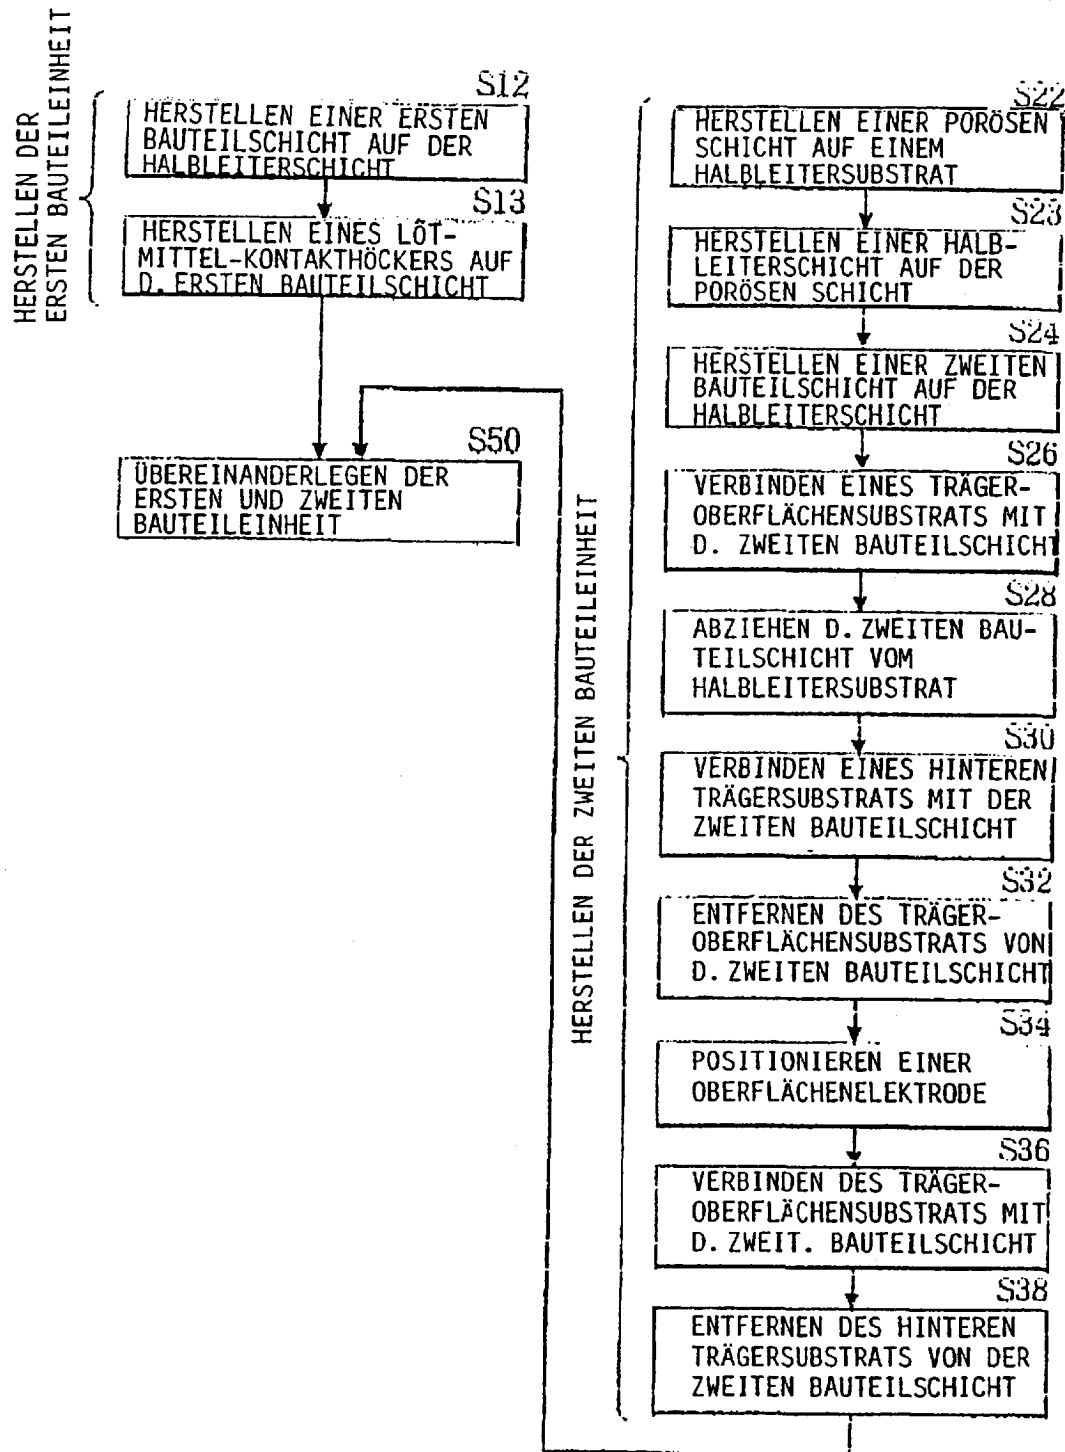 HERSTELLEN DER
ERSTEN BAUTEILEINHEIT
S12
HERSTELLEN EINER ERSTEN
BAUTEILSCHICHT AUF DER
HALBLEITERSCHICHT
S13
HERSTELLEN EINES LÖT-
MITTEL-KONTAKTHÖCKERS AUF
D. ERSTEN BAUTEILSCHICHT
S50
ÜBEREINANDERLEGEN DER
ERSTEN UND ZWEITEN
BAUTEILEINHEIT
HERSTELLEN DER ZWEITEN BAUTEILEINHEIT
S22
HERSTELLEN EINER PORÖSEN
SCHICHT AUF EINEM
HALBLEITERSUBSTRAT
S23
HERSTELLEN EINER HALB-
LEITERSCHICHT AUF DER
PORÖSEN SCHICHT
S24
HERSTELLEN EINER ZWEITEN
BAUTEILSCHICHT AUF DER
HALBLEITERSCHICHT
S26
VERBINDEN EINES TRÄGER-
OBERFLÄCHENSUBSTRATS MIT
D. ZWEITEN BAUTEILSCHICHT
S28
ABZIEHEN D. ZWEITEN BAU-
TEILSCHICHT VOM
HALBLEITERSUBSTRAT
S30
VERBINDEN EINES HINTEREN
TRÄGERSUBSTRATS MIT DER
ZWEITEN BAUTEILSCHICHT
S32
ENTFERNEN DES TRÄGER-
OBERFLÄCHENSUBSTRATS VON
D. ZWEITEN BAUTEILSCHICHT
S34
POSITIONIEREN EINER
OBERFLÄCHENELEKTRODE
S36
VERBINDEN DES TRÄGER-
OBERFLÄCHENSUBSTRATS MIT
D. ZWEIT. BAUTEILSCHICHT
S38
ENTFERNEN DES HINTEREN
TRÄGERSUBSTRATS VON DER
ZWEITEN BAUTEILSCHICHT